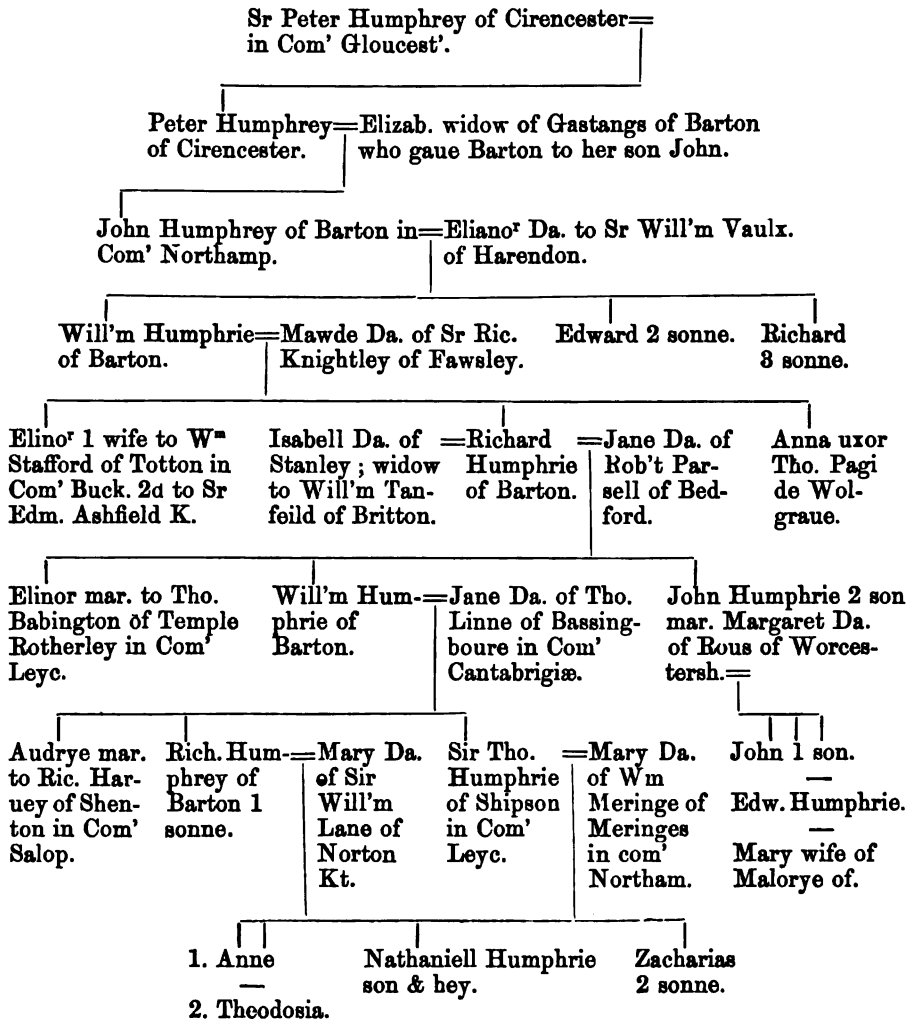 Sr Peter Humphrey of Cirencester=
in Com' Gloucest'.
Peter Humphrey=Elizab. widow of Gastangs of Barton
of Cirencester. who gaue Barton to her son John.
John Humphrey of Barton in=Elianoʳ Da. to Sr Will'm Vaulx.
Com' Northamp. of Harendon.
Will'm Humphrie=Mawde Da. of Sr Ric.
of Barton. Knightley of Fawsley.
Edward 2 sonne.
Richard
3 sonne.
Elinoʳ 1 wife to Wᵐ
Stafford of Totton in
Com' Buck. 2d to Sr
Edm. Ashfield K.
Isabell Da. of
Stanley ; widow
to Will'm Tan-
feild of Britton.
=Richard
Humphrie
of Barton.
=Jane Da. of
Rob't Par-
sell of Bed-
ford.
Anna uxor
Tho. Pagi
de Wol-
graue.
Elinor mar. to Tho.
Babington of Temple
Rotherley in Com'
Leyc.
Will'm Hum-
phrie of
Barton.
=Jane Da. of Tho.
Linne of Bassing-
boure in Com'
Cantabrigiæ.
John Humphrie 2 son
mar. Margaret Da.
of Rous of Worces-
tersh.=
Audrye mar.
to Ric. Har-
uey of Shen-
ton in Com'
Salop.
Rich. Hum-
phrey of
Barton 1
sonne.
=Mary Da.
of Sir
Will'm
Lane of
Norton
Kt.
Sir Tho.
Humphrie
of Shipson
in Com'
Leyc.
=Mary Da.
of Wm
Meringe of
Meringes
in com'
Northam.
John 1 son.
—
Edw. Humphrie.
—
Mary wife of
Malorye of.
1. Anne
—
2. Theodosia.
Nathaniell Humphrie
son & hey.
Zacharias
2 sonne.